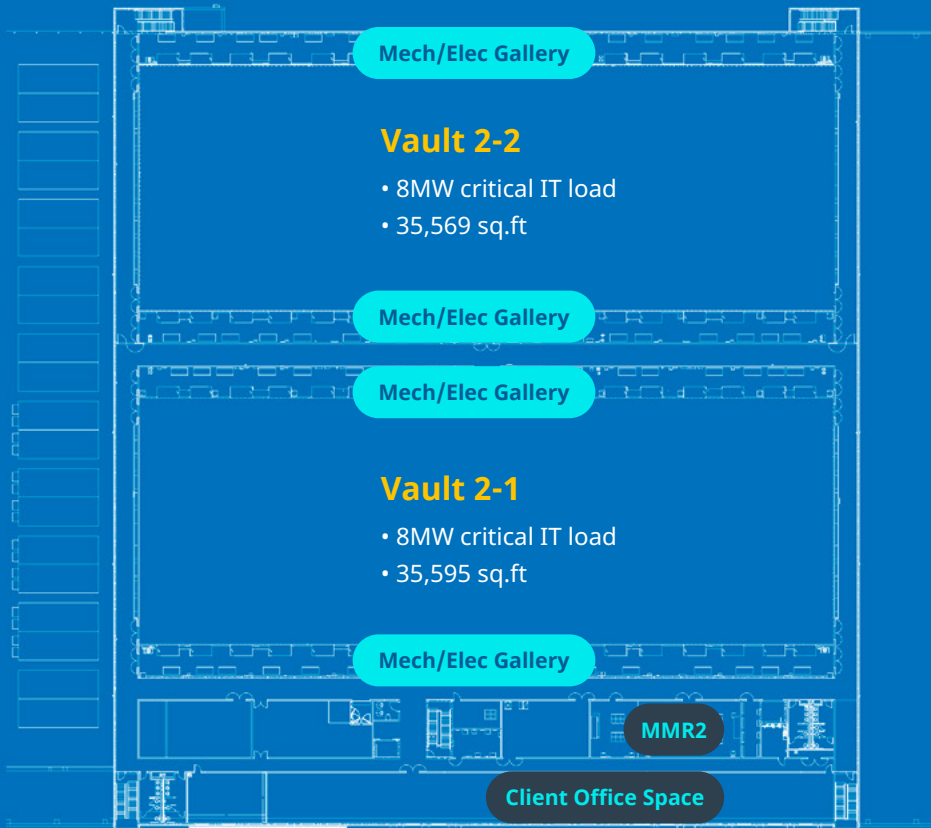 Mech/Elec Gallery
Vault 2-2
• 8MW critical IT load
• 35,569 sq.ft
Mech/Elec Gallery
Mech/Elec Gallery
Vault 2-1
• 8MW critical IT load
• 35,595 sq.ft
Mech/Elec Gallery
MMR2
Client Office Space